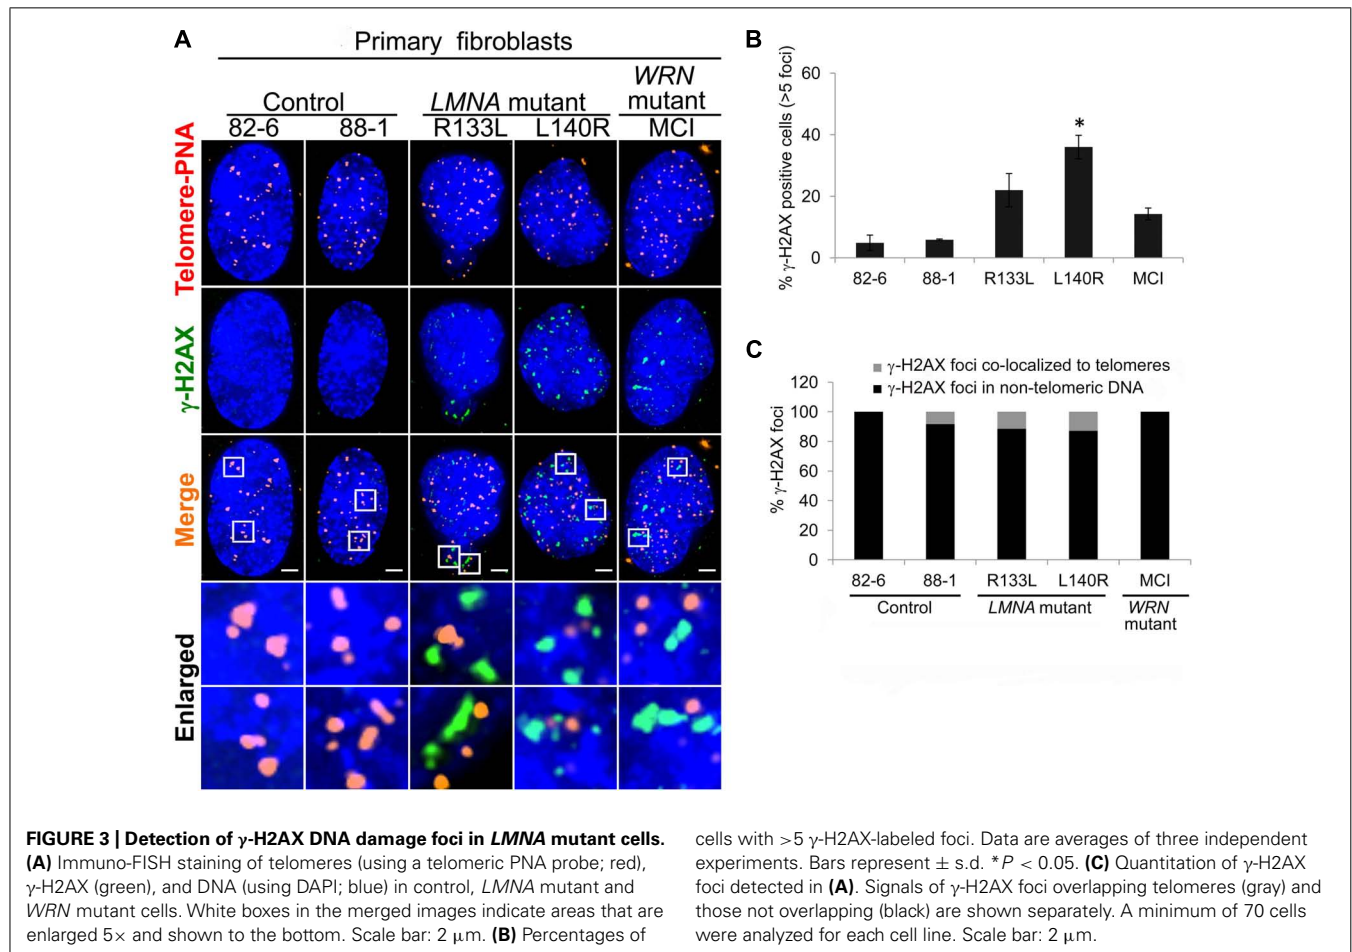 A
Primary fibroblasts
Control
LMNA mutant
WRN
mutant
82-6
88-1
R133L
L140R
MCI
Telomere-PNA
γ-H2AX
Merge
Enlarged
B
% γ-H2AX positive cells (>5 foci)
60
40
20
0
*
82-6
88-1
R133L
L140R
MCI
C
γ-H2AX foci co-localized to telomeres
γ-H2AX foci in non-telomeric DNA
% γ-H2AX foci
120
100
80
60
40
20
0
82-6
88-1
R133L
L140R
MCI
Control
LMNA mutant
WRN
mutant
FIGURE 3 | Detection of γ-H2AX DNA damage foci in LMNA mutant cells.
(A) Immuno-FISH staining of telomeres (using a telomeric PNA probe; red),
γ-H2AX (green), and DNA (using DAPI; blue) in control, LMNA mutant and
WRN mutant cells. White boxes in the merged images indicate areas that are
enlarged 5× and shown to the bottom. Scale bar: 2 μm. (B) Percentages of
cells with >5 γ-H2AX-labeled foci. Data are averages of three independent
experiments. Bars represent ± s.d. *P < 0.05. (C) Quantitation of γ-H2AX
foci detected in (A). Signals of γ-H2AX foci overlapping telomeres (gray) and
those not overlapping (black) are shown separately. A minimum of 70 cells
were analyzed for each cell line. Scale bar: 2 μm.